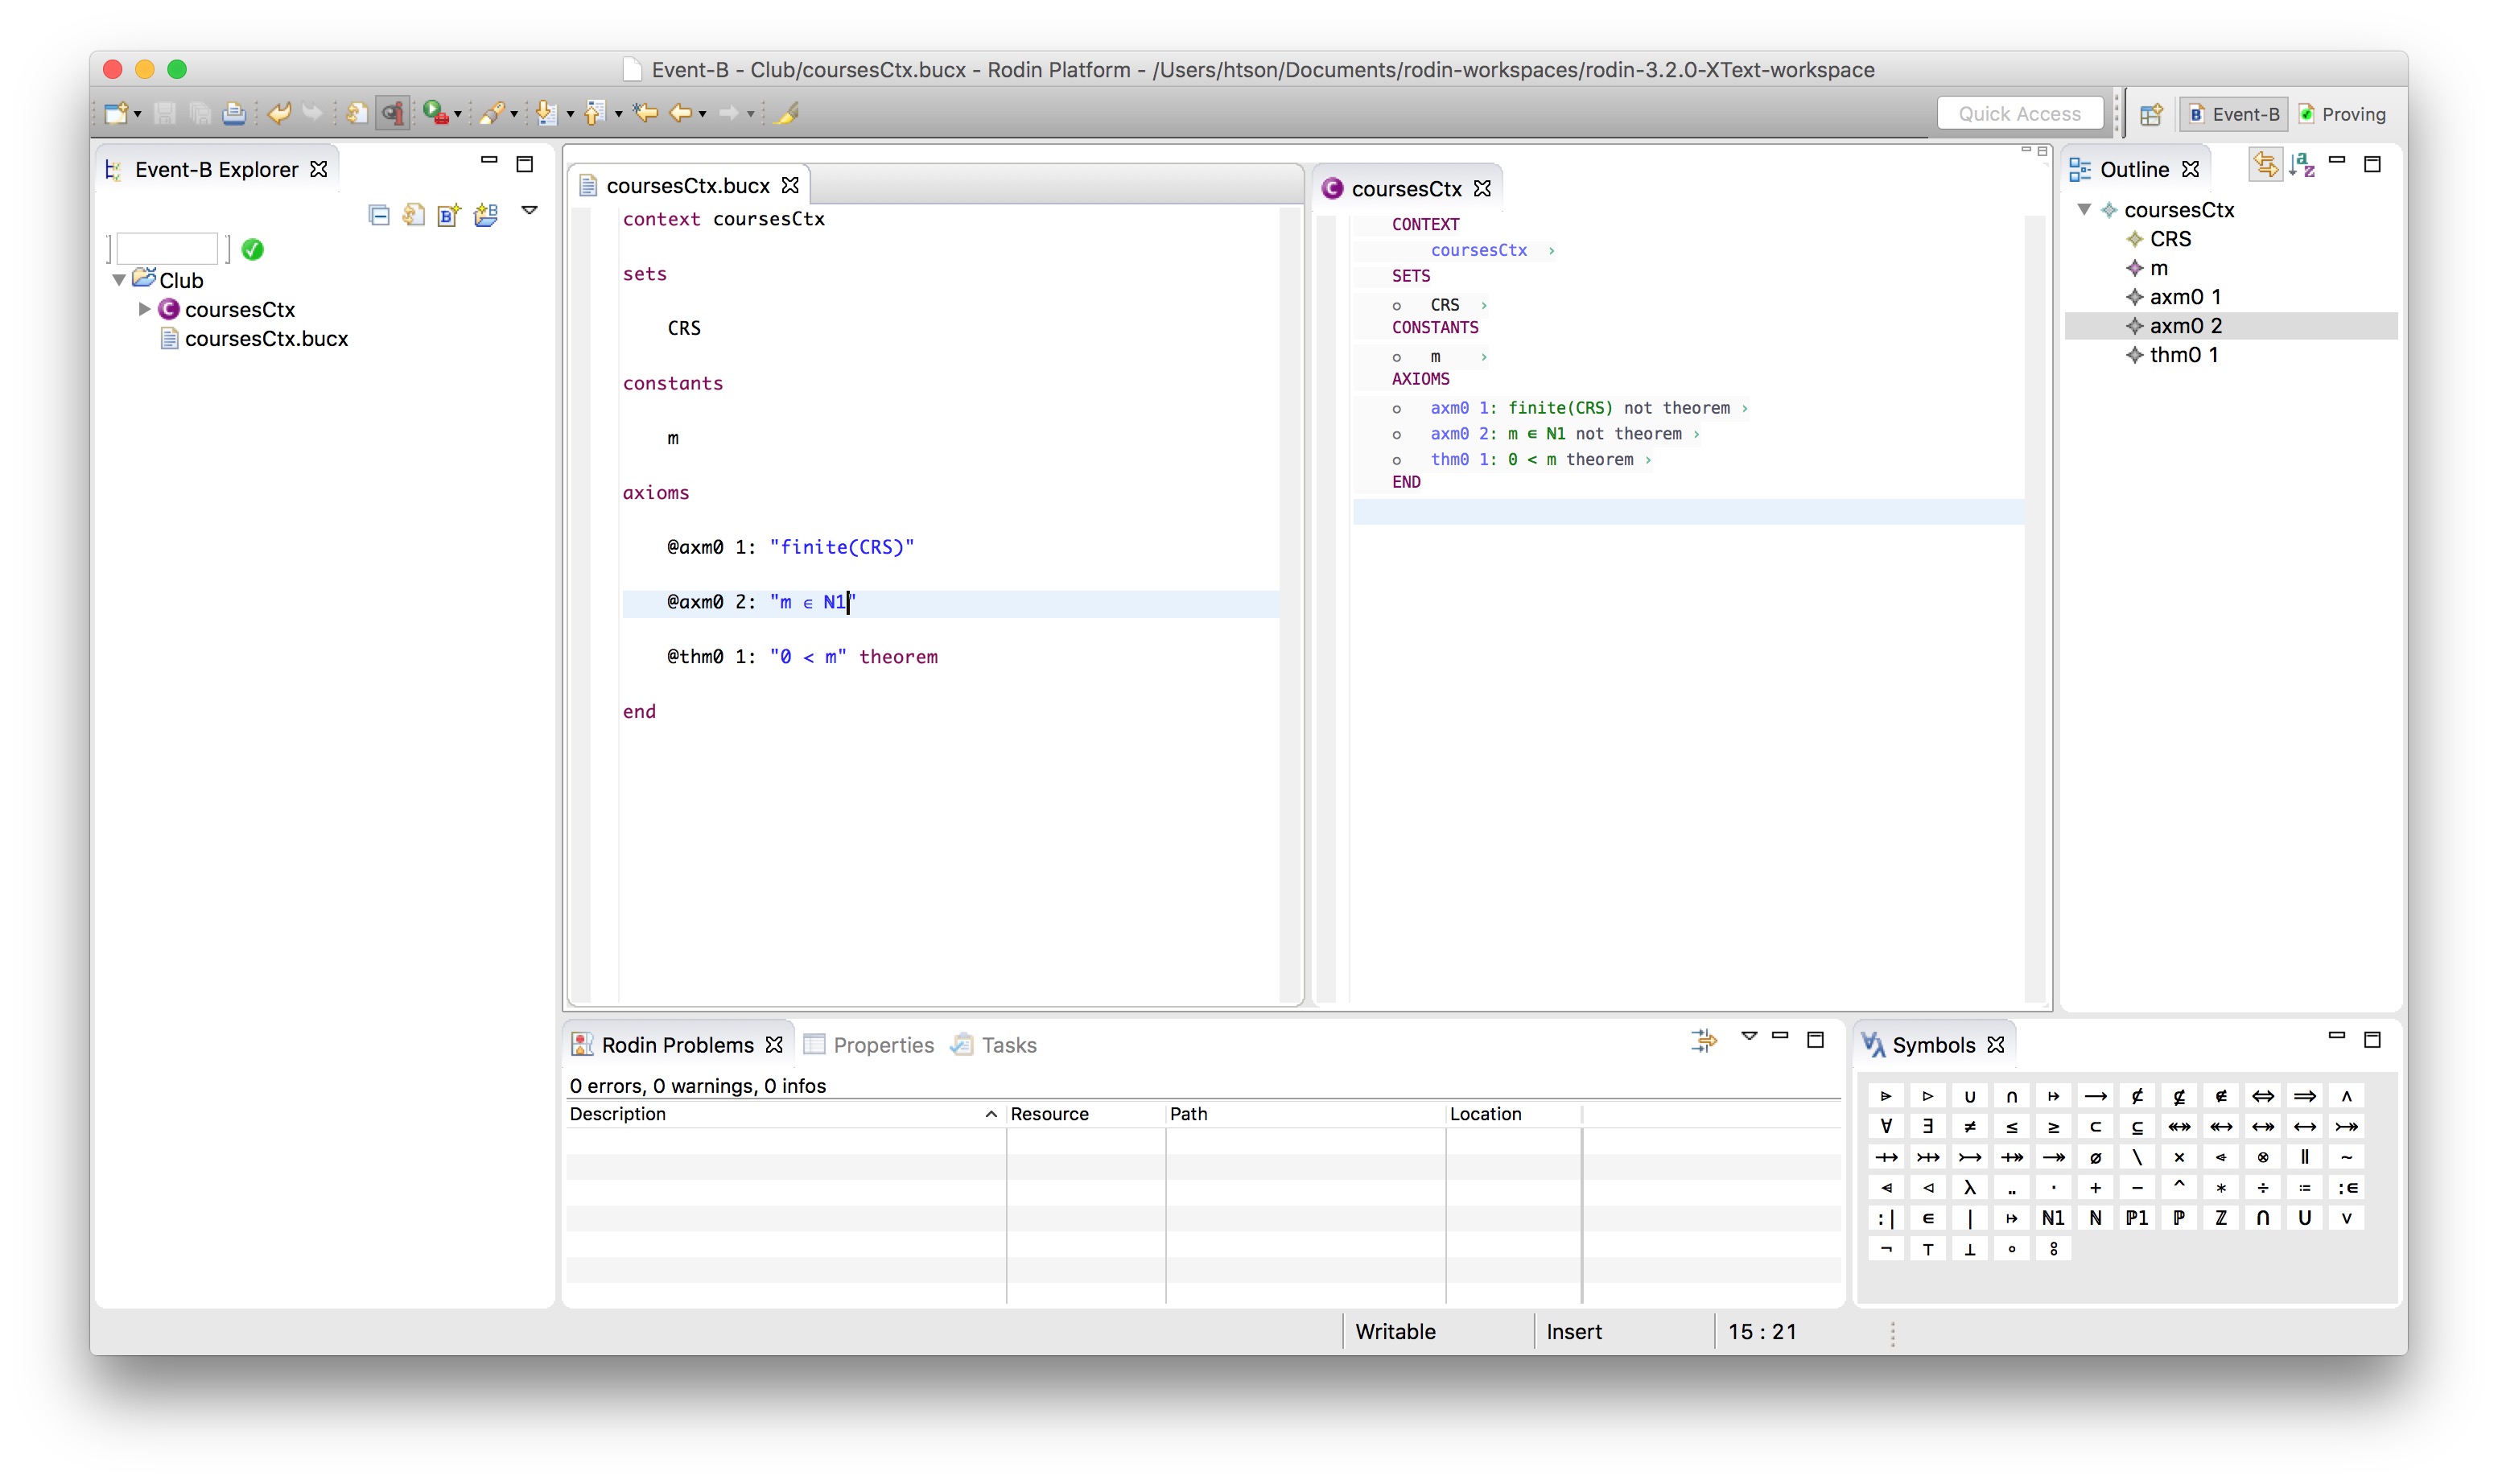 Event-B - Club/coursesCtx.bucx - Rodin Platform - /Users/htson/Documents/rodin-workspaces/rodin-3.2.0-XText-workspace
Quick Access
Event-B
Proving
Event-B Explorer
Club
coursesCtx
coursesCtx.bucx
coursesCtx.bucx
context coursesCtx
sets
CRS
constants
m
axioms
@axm0 1: "finite(CRS)"
@axm0 2: "m ∈ ℕ1"
@thm0 1: "0 < m" theorem
end
coursesCtx
CONTEXT
coursesCtx ›
SETS
○ CRS ›
CONSTANTS
○ m ›
AXIOMS
○ axm0 1: finite(CRS) not theorem ›
○ axm0 2: m ∈ ℕ1 not theorem ›
○ thm0 1: 0 < m theorem ›
END
Outline
coursesCtx
CRS
m
axm0 1
axm0 2
thm0 1
Rodin Problems Properties Tasks
0 errors, 0 warnings, 0 infos
Description Resource Path Location
Symbols
⩥ ▷ ∪ ∩ ↦ → ⊄ ⊈ ∉ ⇔ ⇒ ∧
∀ ∃ ≠ ≤ ≥ ⊂ ⊆    ↔ ⤖
⇸ ⤔ ↣ ⤀ ↠ ∅ ∖ ×  ⊗ ∥ ∼
⩤ ◁ λ ‥ · + − ^ ∗ ÷ ≔ :∈
:∣ ∈ ∣ ↦ ℕ1 ℕ ℙ1 ℙ ℤ ⋂ ⋃ ∨
¬ ⊤ ⊥ ∘
Writable Insert 15 : 21